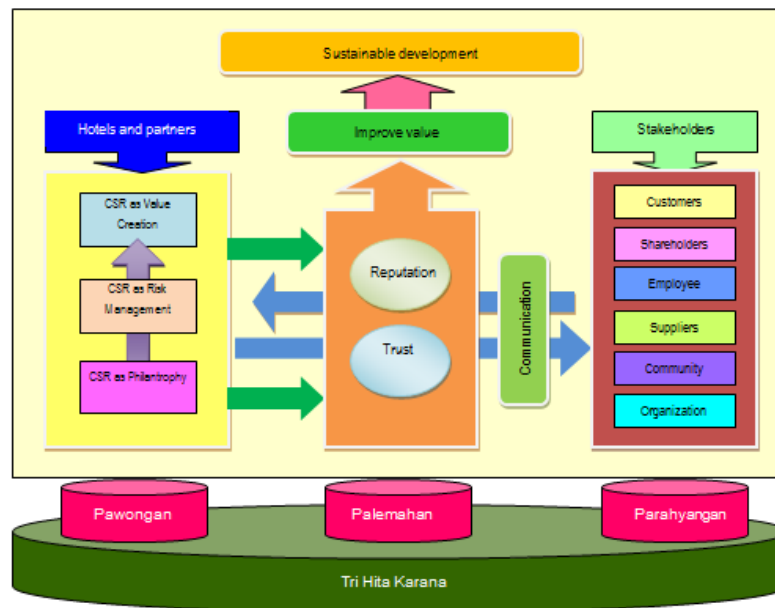 Sustainable development
Hotels and partners
Improve value
Stakeholders
CSR as Value
Creation
CSR as Risk
Management
CSR as Philantrophy
Reputation
Trust
Communication
Customers
Shareholders
Employee
Suppliers
Community
Organization
Pawongan
Palemahan
Parahyangan
Tri Hita Karana